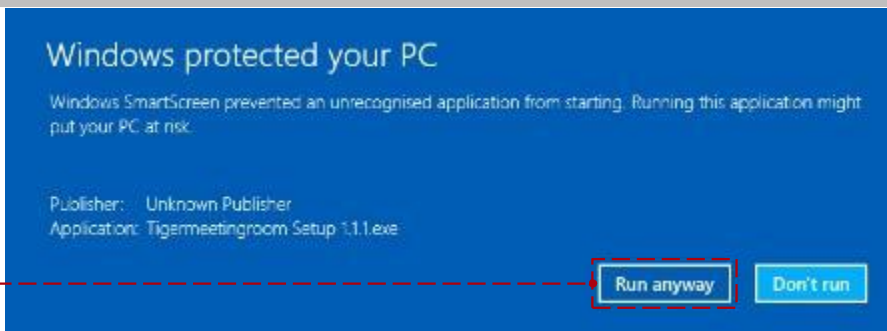 Windows protected your PC
Windows SmartScreen prevented an unrecognised application from starting. Running this application might
put your PC at risk.
Publisher: Unknown Publisher
Application: Tigermeetingroom Setup 1.1.1.exe
Run anyway Don't run